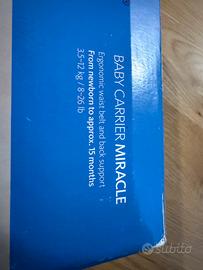 BABY CARRIER MIRACLE
Ergonomic waist belt and back support
From newborn to approx. 15 months
3.5–12 kg / 8–26 lb
subito